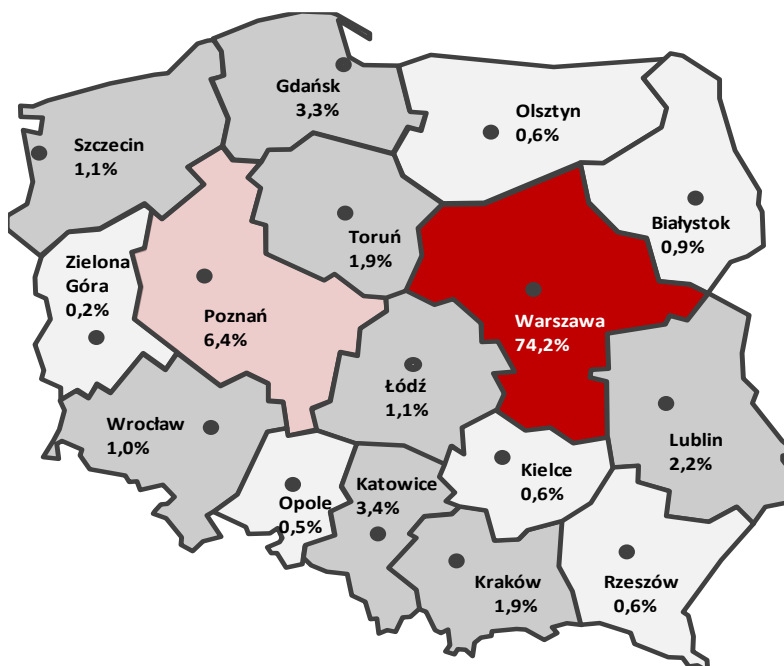 Gdańsk
3,3%
Olsztyn
0,6%
Szczecin
1,1%
Białystok
0,9%
Toruń
1,9%
Zielona
Góra
0,2%
Poznań
6,4%
Warszawa
74,2%
Łódź
1,1%
Wrocław
1,0%
Lublin
2,2%
Kielce
0,6%
Katowice
3,4%
Opole
0,5%
Kraków
1,9%
Rzeszów
0,6%